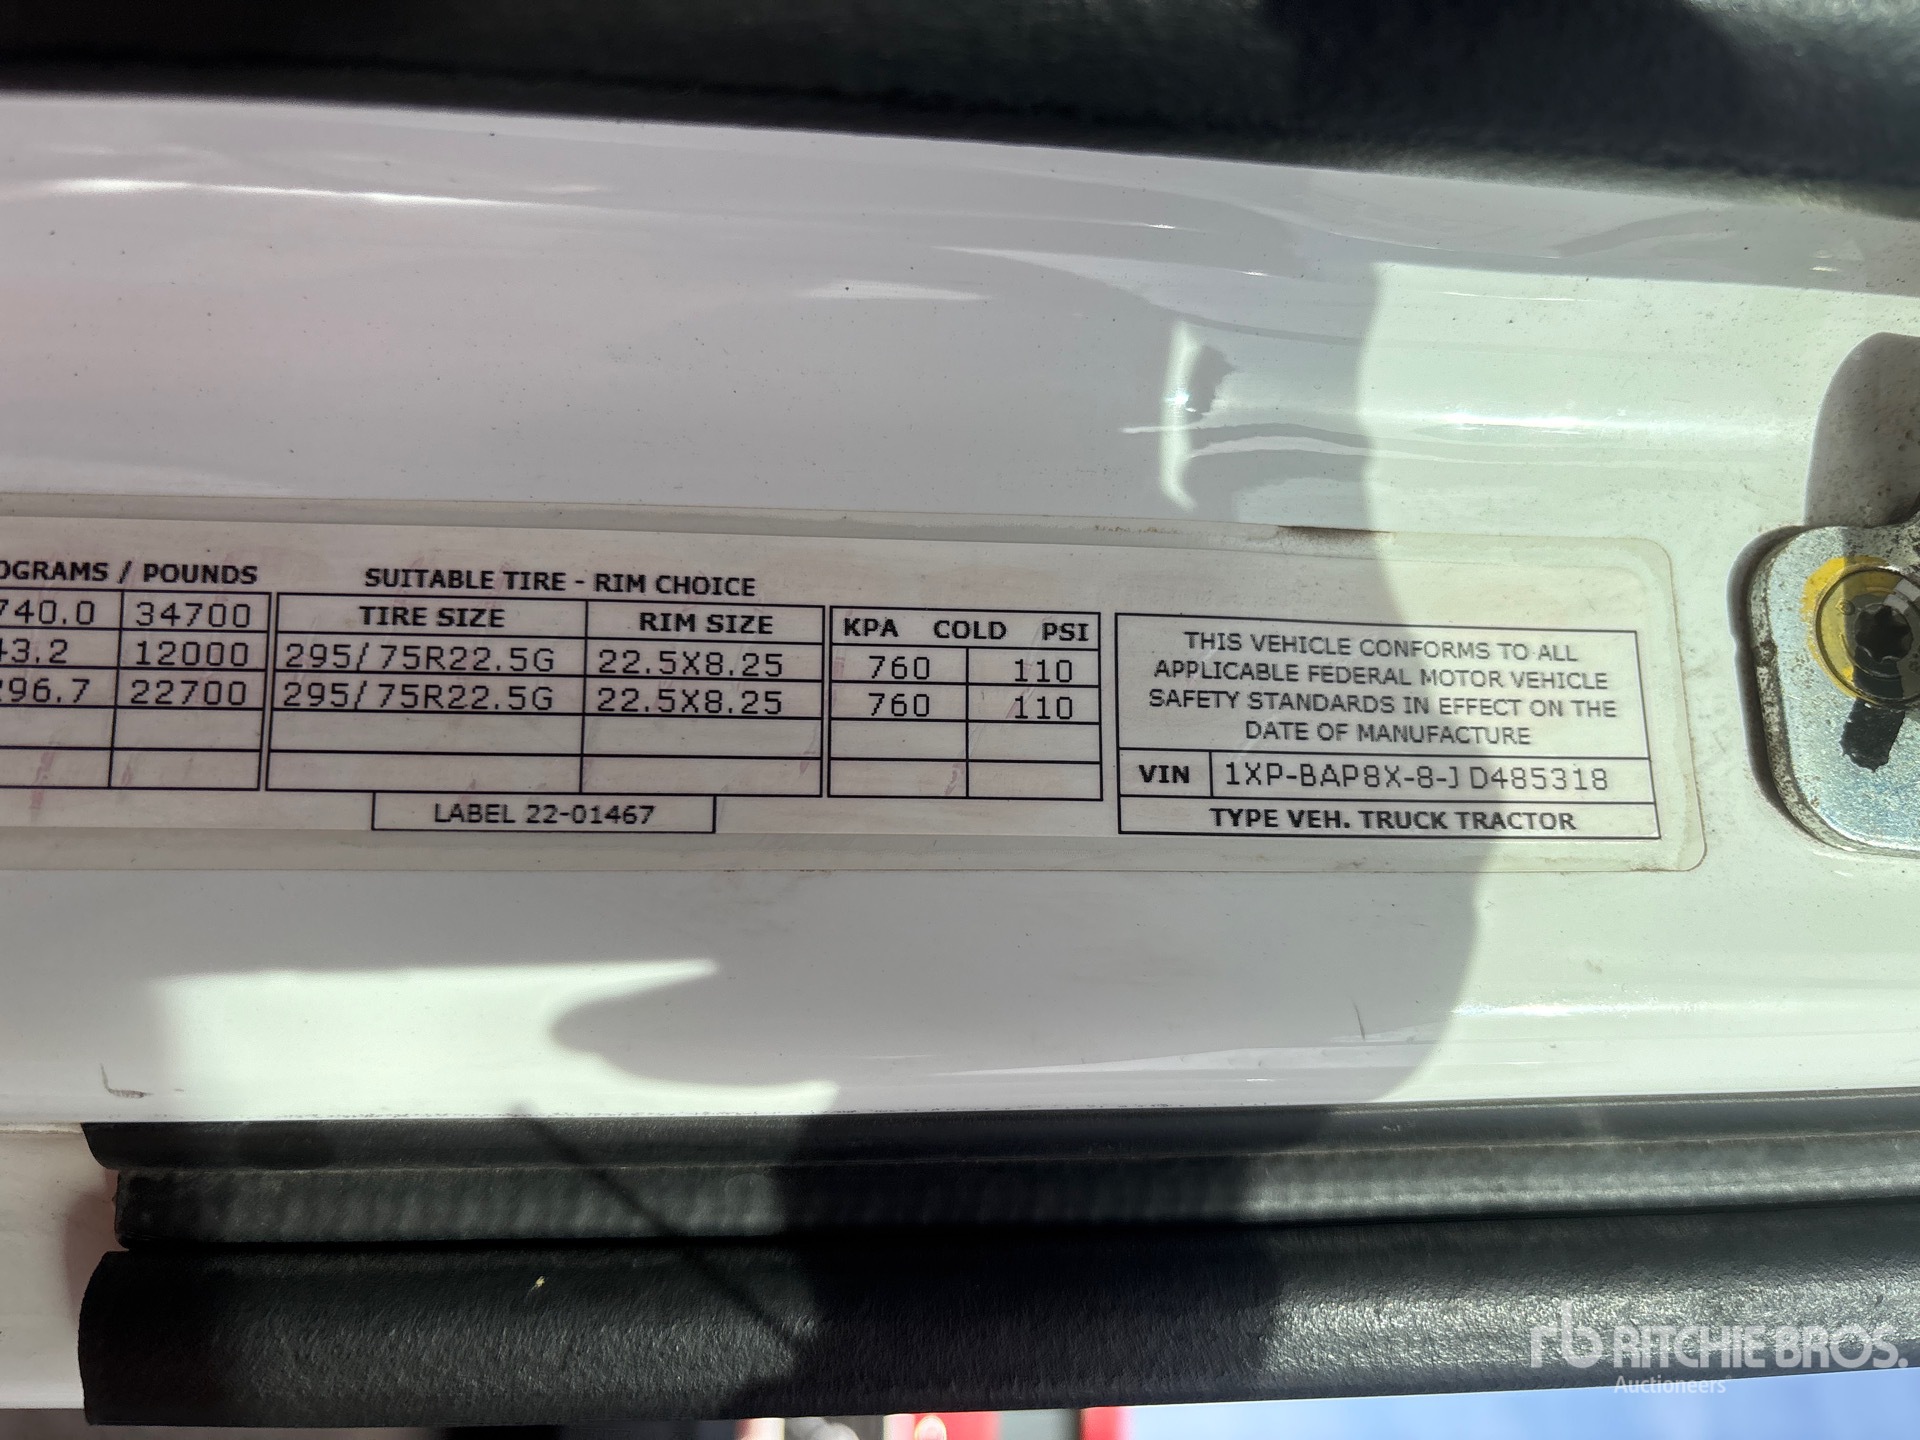 OGRAMS / POUNDS
740.0 34700
43.2 12000
296.7 22700
SUITABLE TIRE - RIM CHOICE
TIRE SIZE RIM SIZE
295/75R22.5G 22.5X8.25
295/75R22.5G 22.5X8.25
LABEL 22-01467
KPA COLD PSI
760 110
760 110
THIS VEHICLE CONFORMS TO ALL
APPLICABLE FEDERAL MOTOR VEHICLE
SAFETY STANDARDS IN EFFECT ON THE
DATE OF MANUFACTURE
VIN 1XP-BAP8X-8-JD485318
TYPE VEH. TRUCK TRACTOR
rb RITCHIE BROS.
Auctioneers